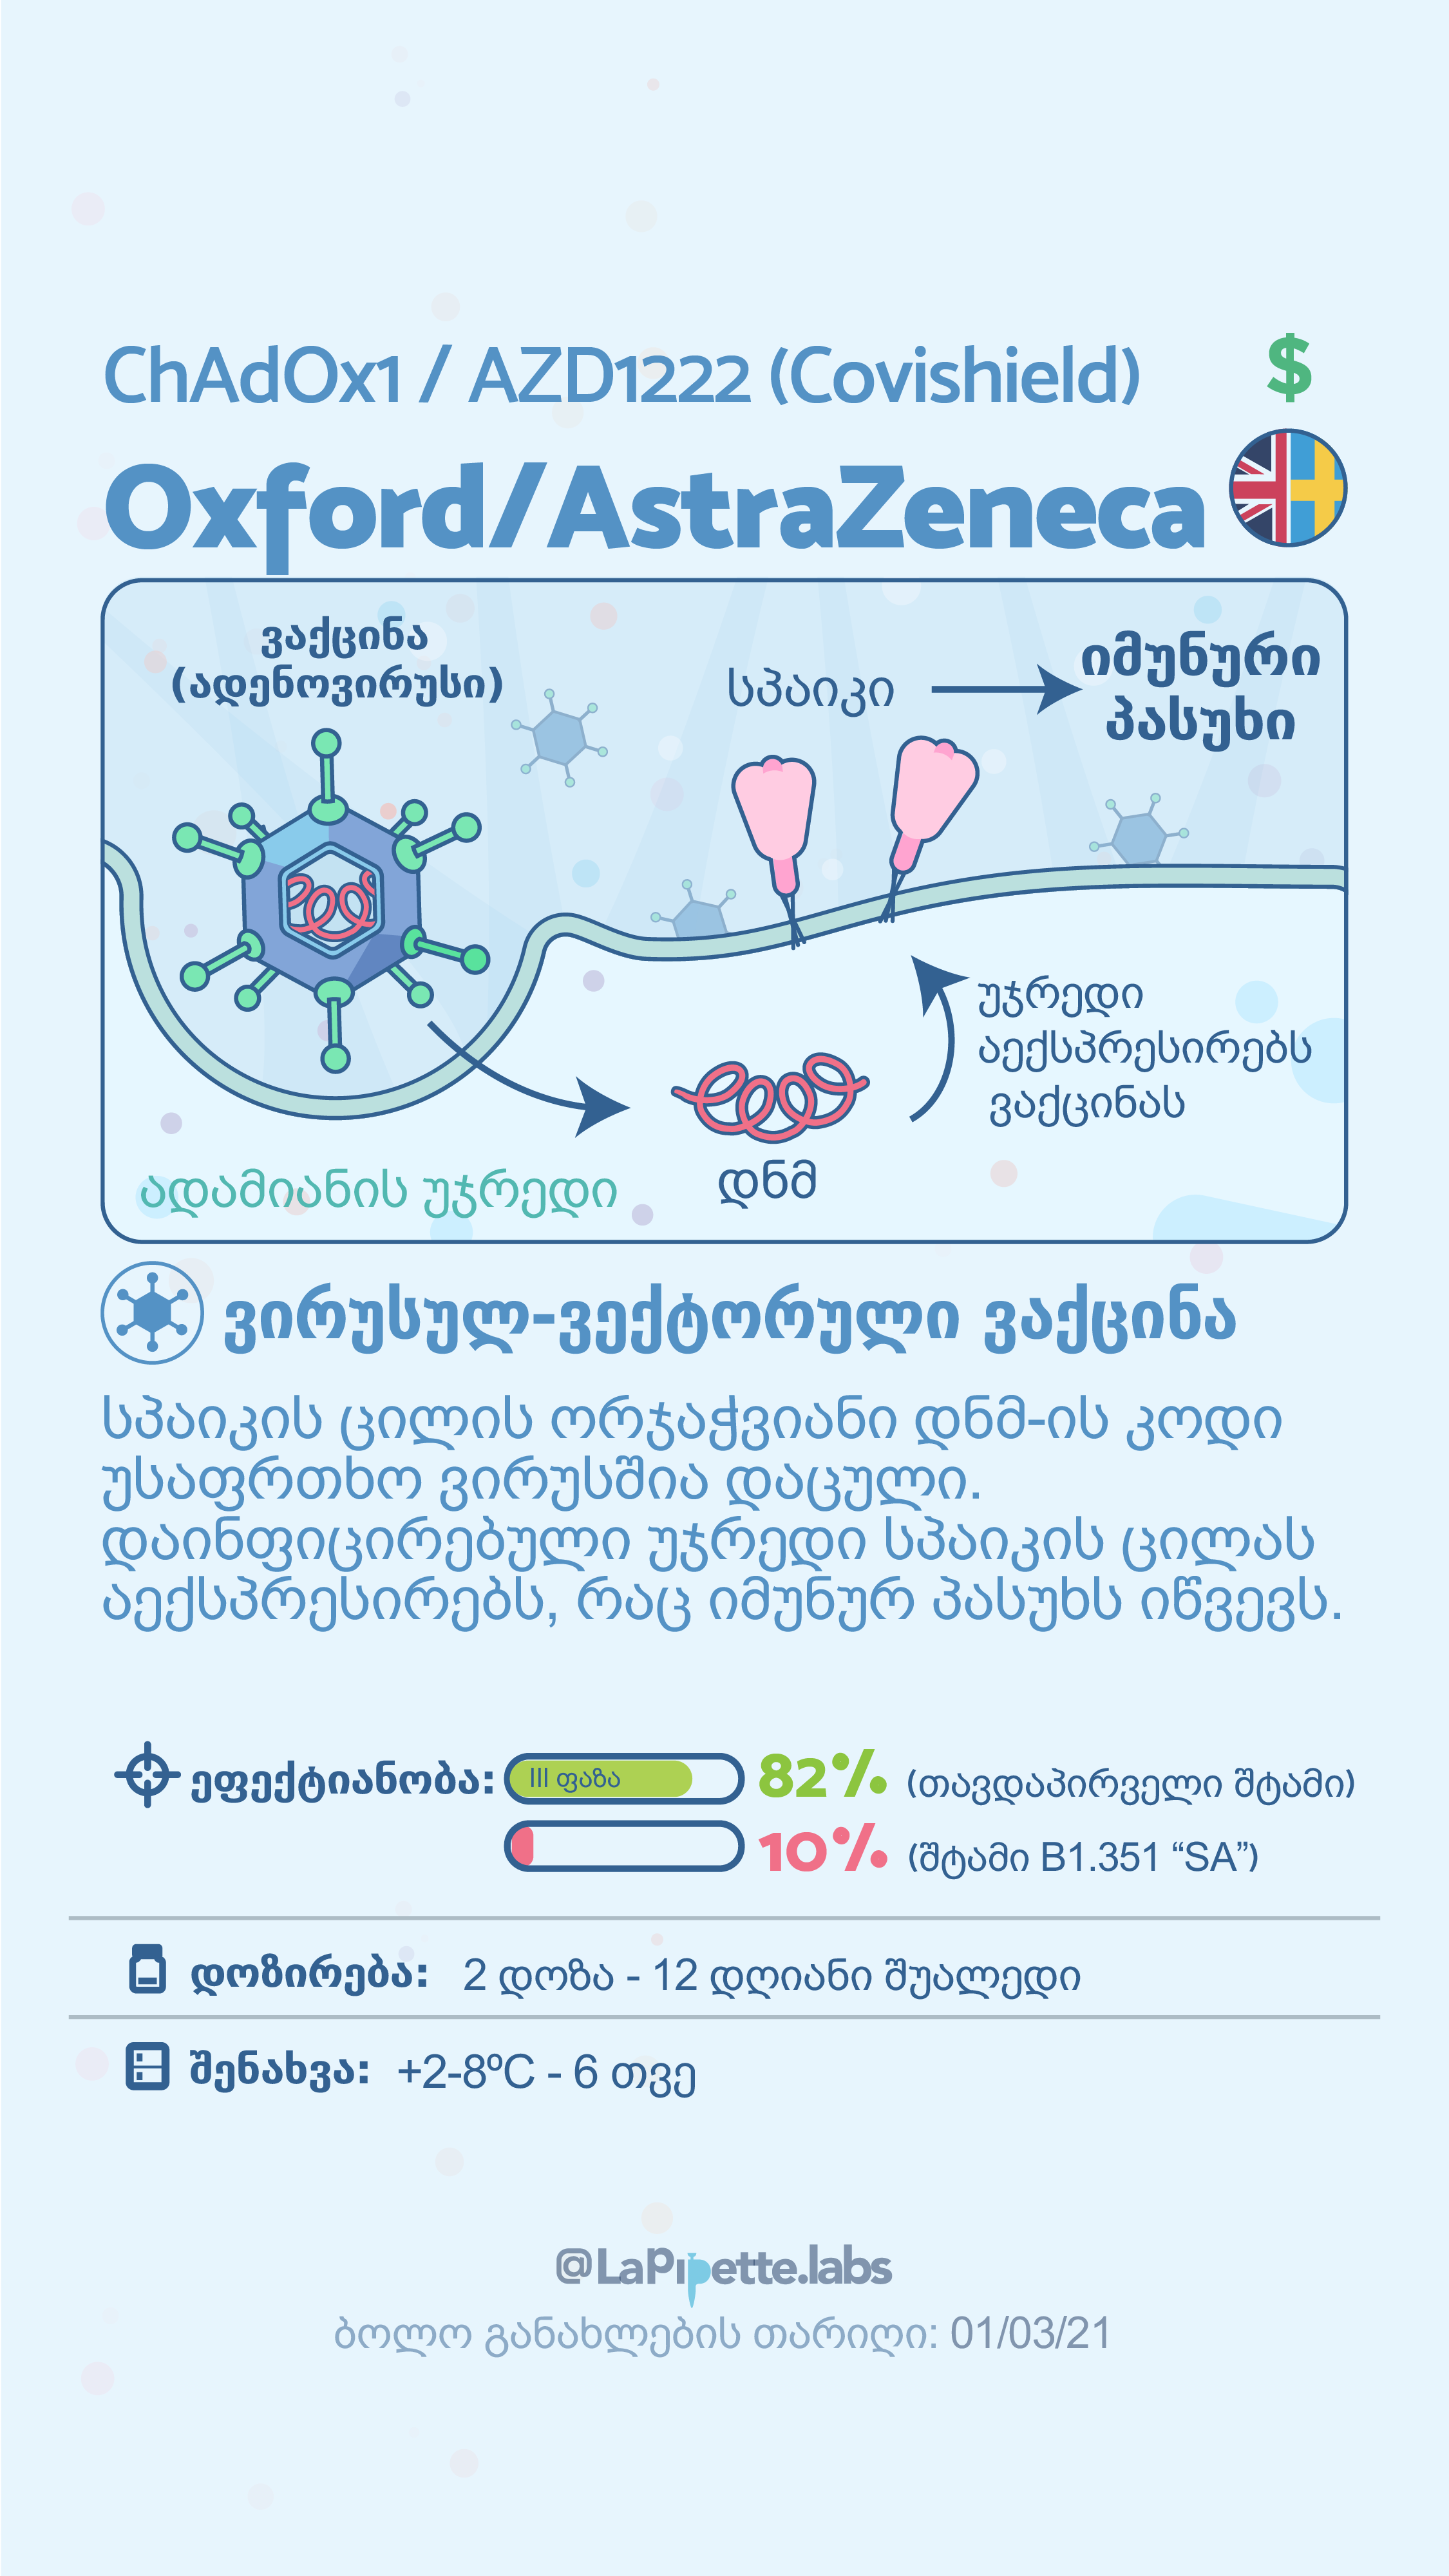 ChAdOx1 / AZD1222 (Covishield)
$
Oxford/AstraZeneca
ვაქცინა
(ადენოვირუსი)
სპაიკი
იმუნური
პასუხი
უჯრედი
აექსპრესირებს
ვაქცინას
ადამიანის უჯრედი
დნმ
ვირუსულ-ვექტორული ვაქცინა
სპაიკის ცილის ორჯაჭვიანი დნმ-ის კოდი
უსაფრთხო ვირუსშია დაცული.
დაინფიცირებული უჯრედი სპაიკის ცილას
აექსპრესირებს, რაც იმუნურ პასუხს იწვევს.
ეფექტიანობა: III ფაზა 82% (თავდაპირველი შტამი)
10% (შტამი B1.351 “SA”)
დოზირება: 2 დოზა - 12 დღიანი შუალედი
შენახვა: +2-8ºC - 6 თვე
@LaPipette.labs
ბოლო განახლების თარიღი: 01/03/21